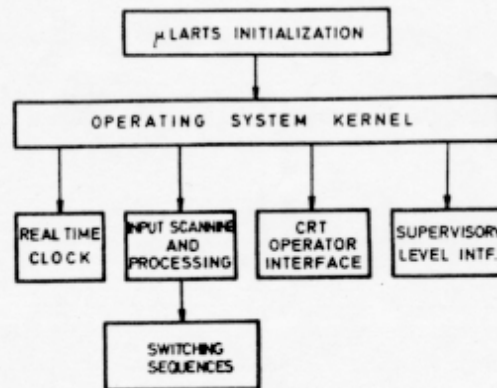 μ LARTS INITIALIZATION
OPERATING SYSTEM KERNEL
REAL TIME
CLOCK
INPUT SCANNING
AND
PROCESSING
CRT
OPERATOR
INTERFACE
SUPERVISORY
LEVEL INTF.
SWITCHING
SEQUENCES